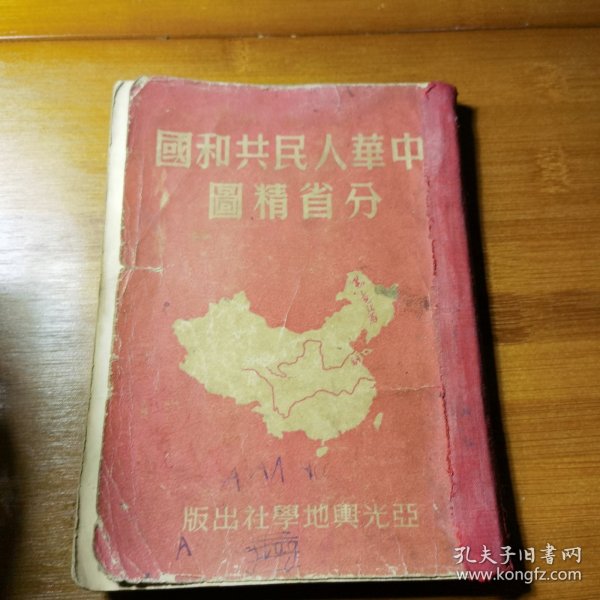 中華人民共和國
分省精圖
亞光輿地學社出版
A
孔夫子旧书网
www.kongfz.com